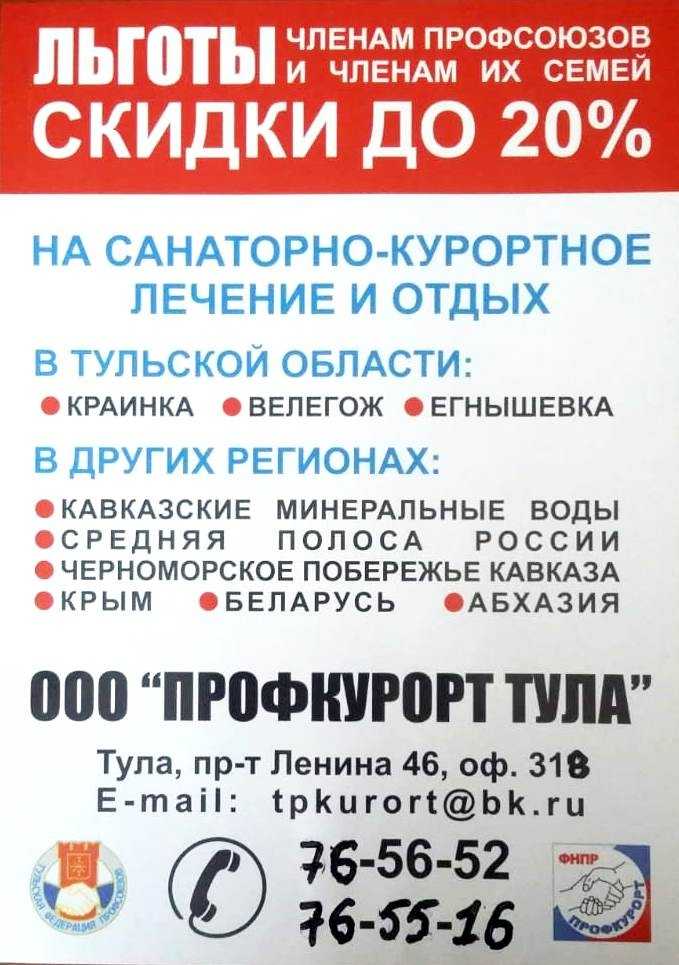 ЛЬГОТЫ ЧЛЕНАМ ПРОФСОЮЗОВ
И ЧЛЕНАМ ИХ СЕМЕЙ
СКИДКИ ДО 20%
НА САНАТОРНО-КУРОРТНОЕ
ЛЕЧЕНИЕ И ОТДЫХ
В ТУЛЬСКОЙ ОБЛАСТИ:
● КРАИНКА ● ВЕЛЕГОЖ ● ЕГНЫШЕВКА
В ДРУГИХ РЕГИОНАХ:
● КАВКАЗСКИЕ МИНЕРАЛЬНЫЕ ВОДЫ
● СРЕДНЯЯ ПОЛОСА РОССИИ
● ЧЕРНОМОРСКОЕ ПОБЕРЕЖЬЕ КАВКАЗА
● КРЫМ ● БЕЛАРУСЬ ● АБХАЗИЯ
ООО “ПРОФКУРОРТ ТУЛА”
Тула, пр-т Ленина 46, оф. 318
E-mail: tpkurort@bk.ru
76-56-52
76-55-16
ТУЛЬСКАЯ ФЕДЕРАЦИЯ ПРОФСОЮЗОВ
ФНПР
ПРОФКУРОРТ